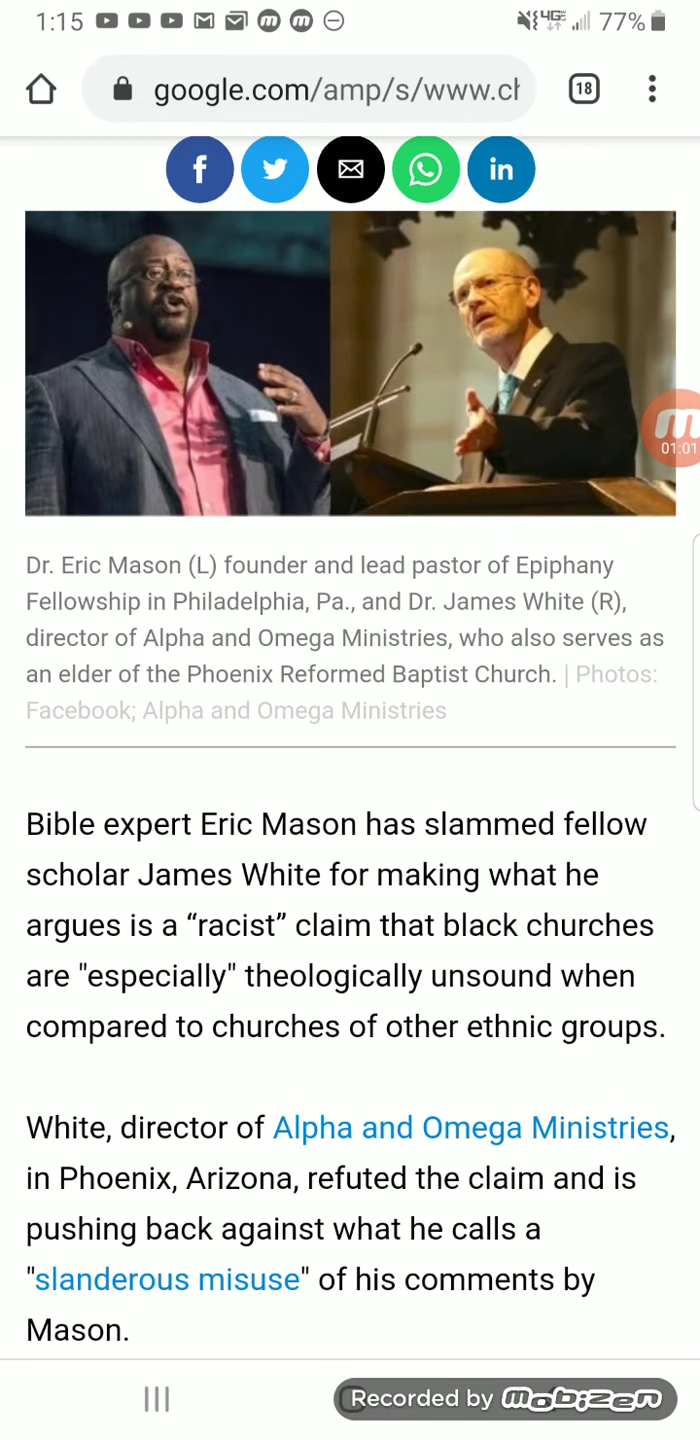 1:15
4GE 77%
google.com/amp/s/www.ch
18
f
in
m
01:01
Dr. Eric Mason (L) founder and lead pastor of Epiphany
Fellowship in Philadelphia, Pa., and Dr. James White (R),
director of Alpha and Omega Ministries, who also serves as
an elder of the Phoenix Reformed Baptist Church. | Photos:
Facebook; Alpha and Omega Ministries
Bible expert Eric Mason has slammed fellow
scholar James White for making what he
argues is a “racist” claim that black churches
are "especially" theologically unsound when
compared to churches of other ethnic groups.
White, director of Alpha and Omega Ministries,
in Phoenix, Arizona, refuted the claim and is
pushing back against what he calls a
"slanderous misuse" of his comments by
Mason.
Recorded by mobizen